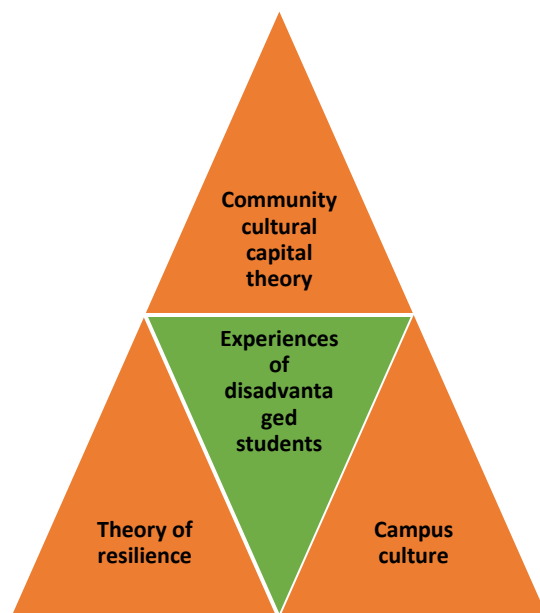 Community
cultural
capital
theory
Experiences
of
disadvanta
ged
students
Theory of
resilience
Campus
culture